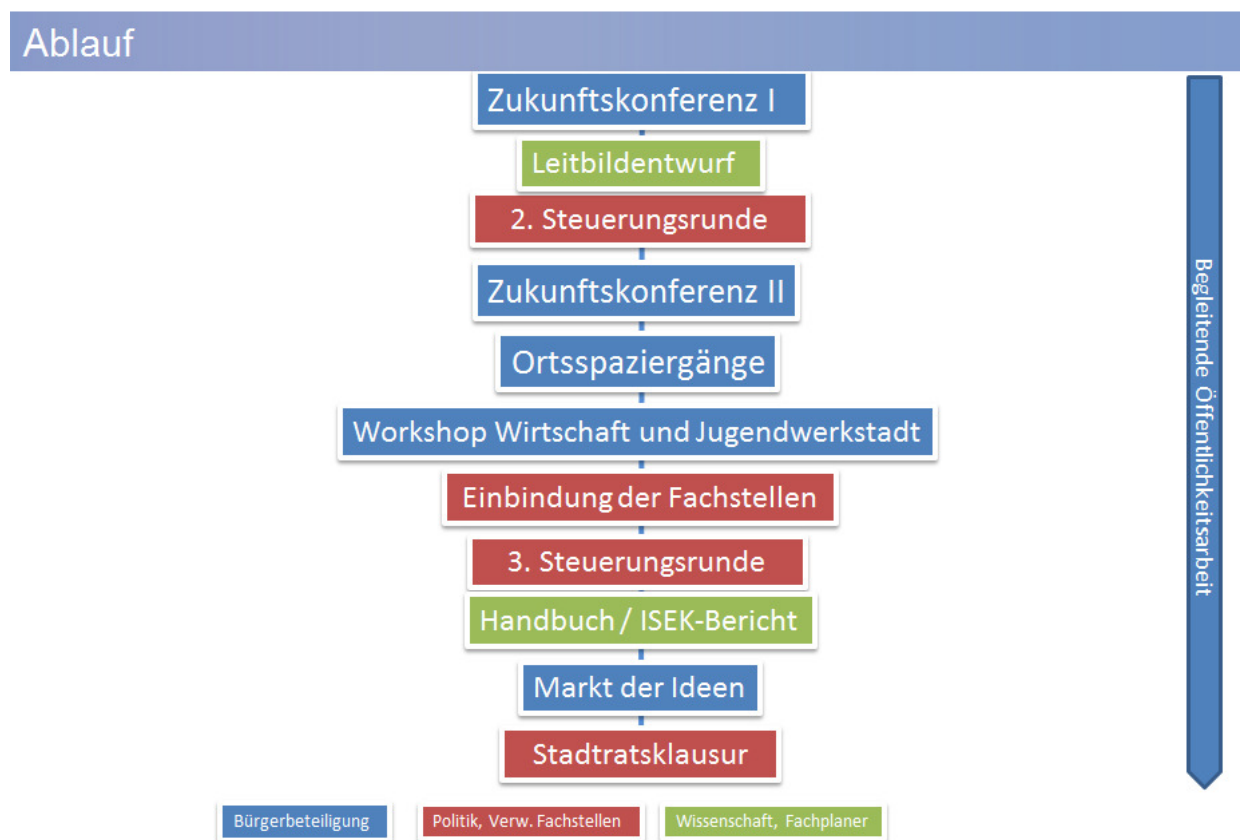 Ablauf
Zukunftskonferenz I
Leitbildentwurf
2. Steuerungsrunde
Zukunftskonferenz II
Ortsspaziergänge
Workshop Wirtschaft und Jugendwerkstadt
Einbindung der Fachstellen
3. Steuerungsrunde
Handbuch / ISEK-Bericht
Markt der Ideen
Stadtratsklausur
Begleitende Öffentlichkeitsarbeit
Bürgerbeteiligung
Politik, Verw. Fachstellen
Wissenschaft, Fachplaner